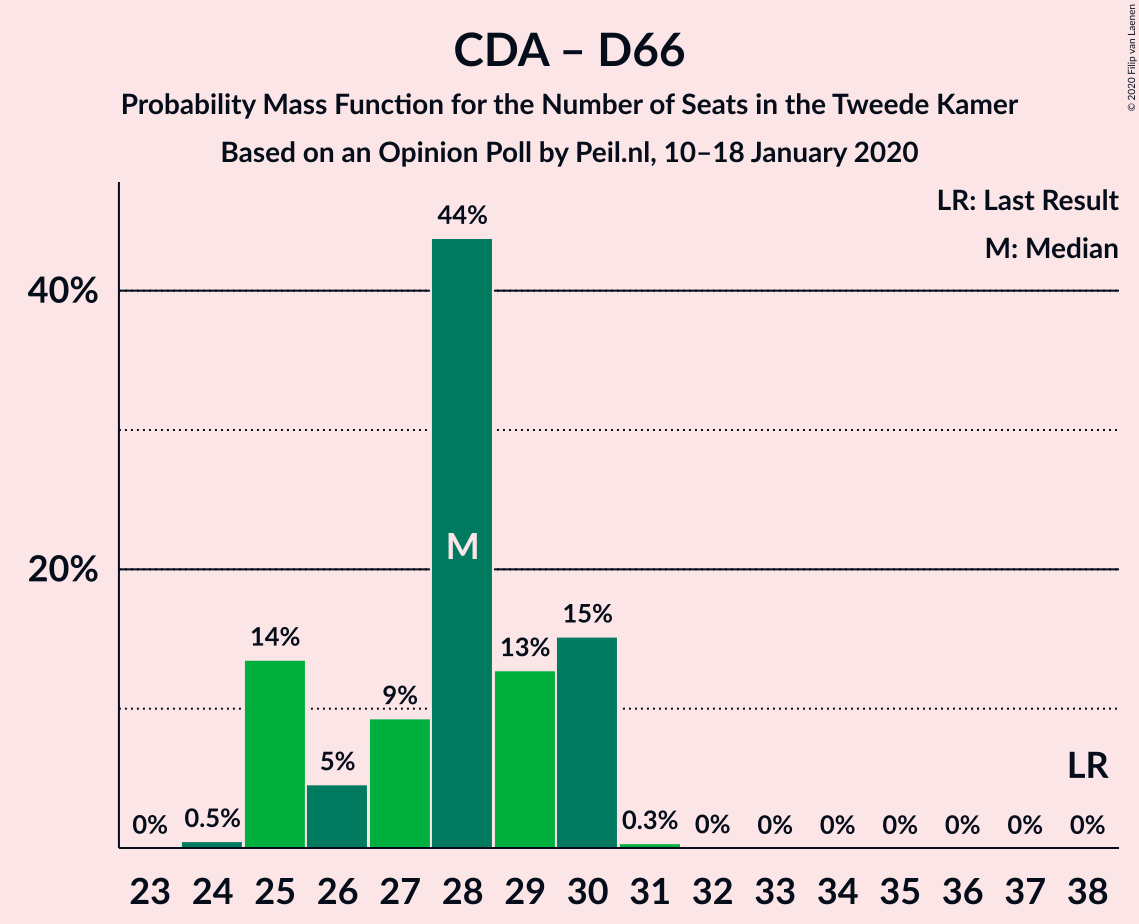 CDA – D66
Probability Mass Function for the Number of Seats in the Tweede Kamer
Based on an Opinion Poll by Peil.nl, 10–18 January 2020
© 2020 Filip van Laenen
LR: Last Result
M: Median
44%
40%
M
20%
15%
14%
13%
9%
5%
LR
0%
0.5%
0.3%
0%
0%
0%
0%
0%
0%
0%
23 24 25 26 27 28 29 30 31 32 33 34 35 36 37 38